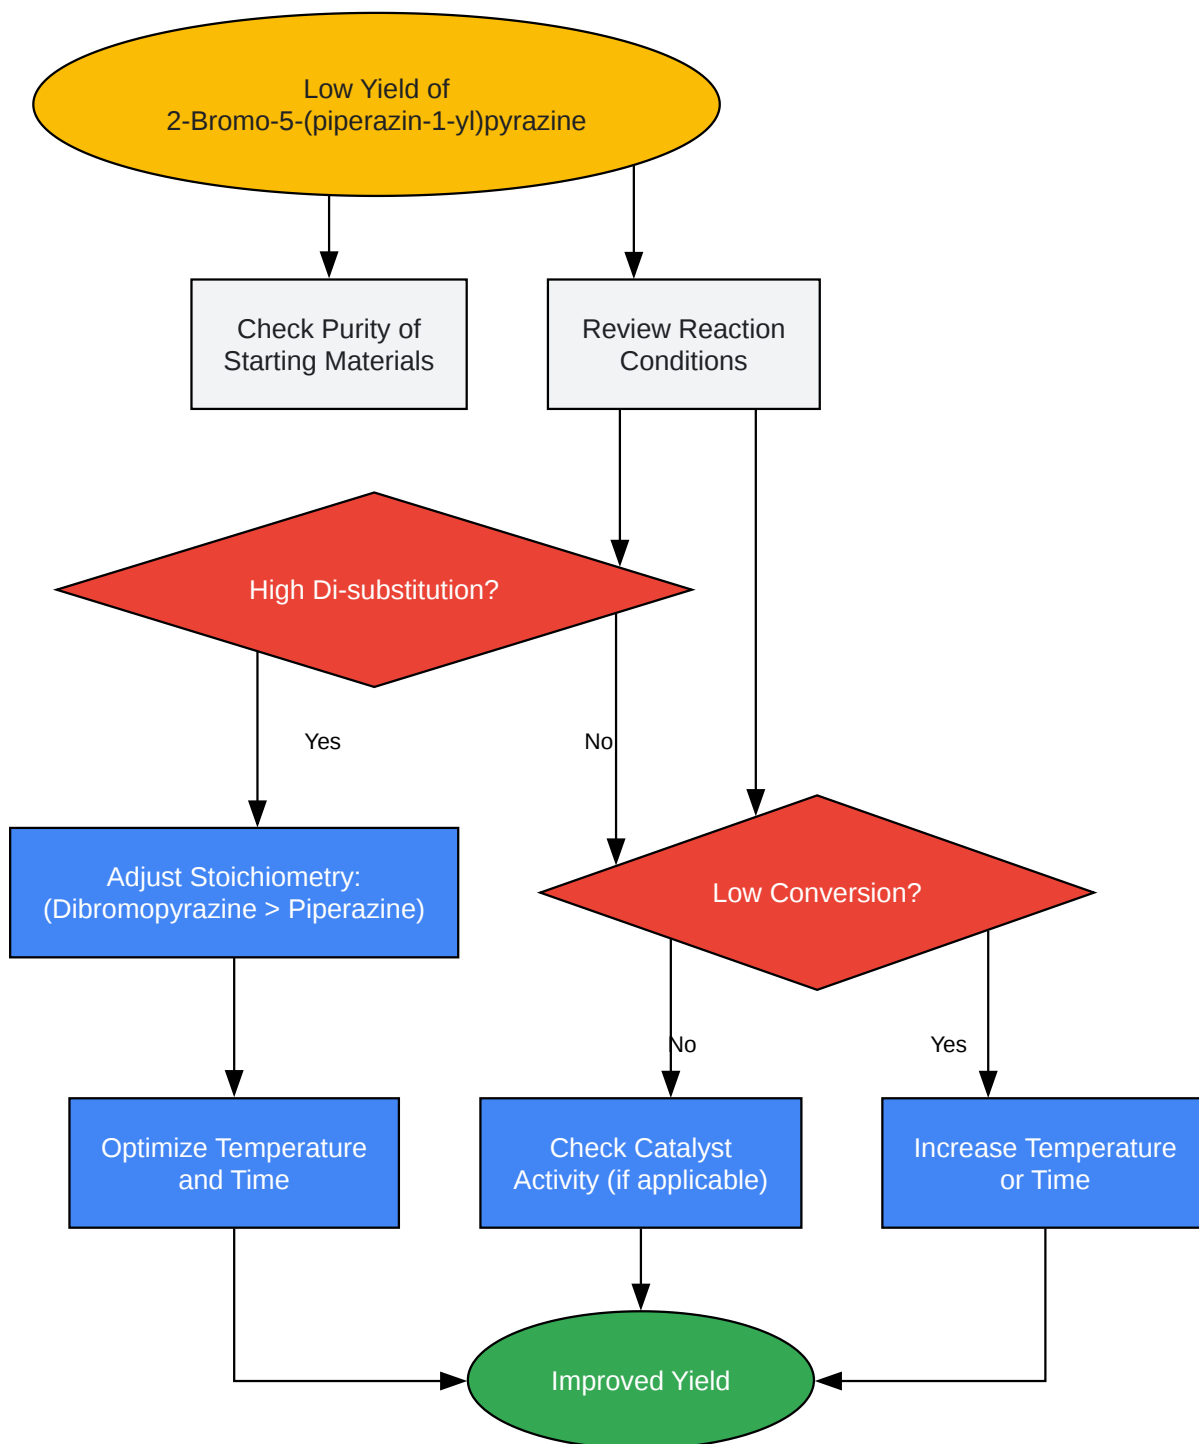 Low Yield of
2-Bromo-5-(piperazin-1-yl)pyrazine
Check Purity of
Starting Materials
Review Reaction
Conditions
High Di-substitution?
Yes
No
Adjust Stoichiometry:
(Dibromopyrazine > Piperazine)
Low Conversion?
No
Yes
Optimize Temperature
and Time
Check Catalyst
Activity (if applicable)
Increase Temperature
or Time
Improved Yield